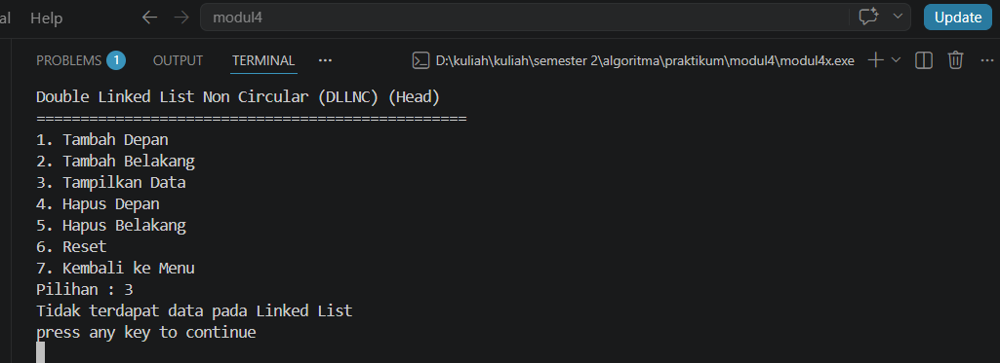 al Help modul4 Update
PROBLEMS 1 OUTPUT TERMINAL ··· D:\kuliah\kuliah\semester 2\algoritma\praktikum\modul4\modul4x.exe ···
Double Linked List Non Circular (DLLNC) (Head)
=================================================
1. Tambah Depan
2. Tambah Belakang
3. Tampilkan Data
4. Hapus Depan
5. Hapus Belakang
6. Reset
7. Kembali ke Menu
Pilihan : 3
Tidak terdapat data pada Linked List
press any key to continue